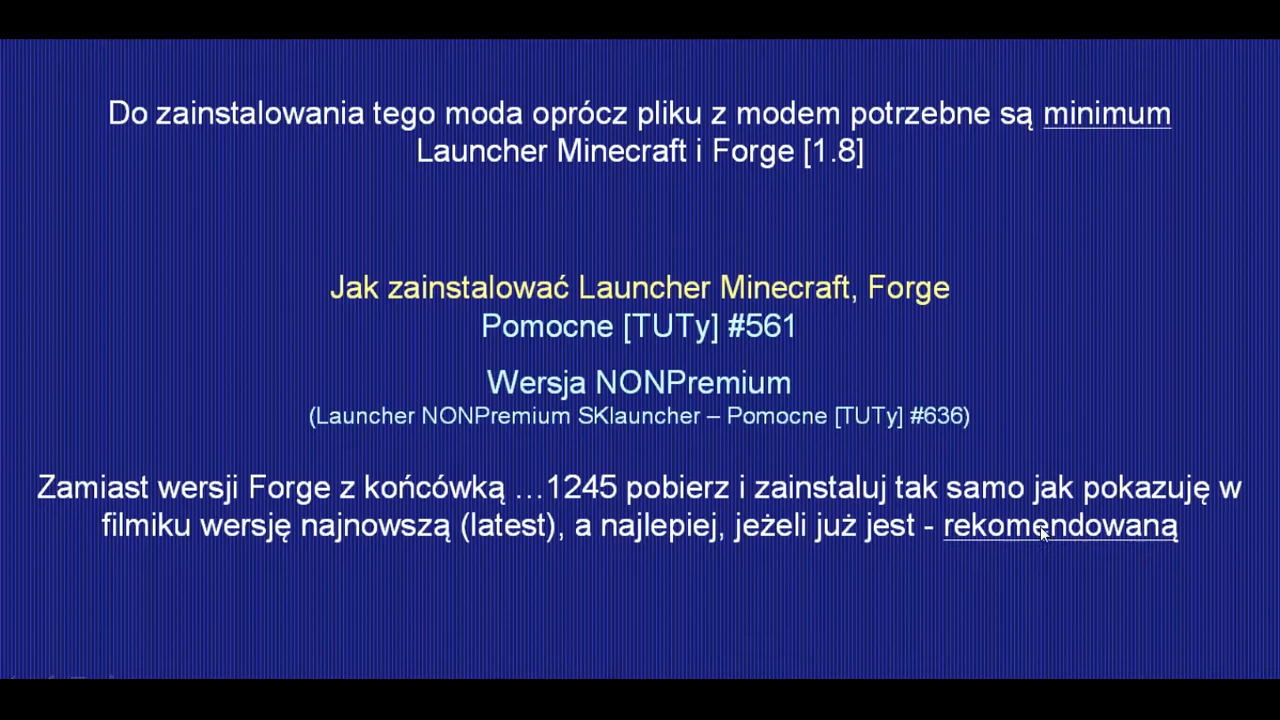 Do zainstalowania tego moda oprócz pliku z modem potrzebne są minimum
Launcher Minecraft i Forge [1.8]
Jak zainstalować Launcher Minecraft, Forge
Pomocne [TUTy] #561
Wersja NONPremium
(Launcher NONPremium SKlauncher – Pomocne [TUTy] #636)
Zamiast wersji Forge z końcówką …1245 pobierz i zainstaluj tak samo jak pokazuję w
filmiku wersję najnowszą (latest), a najlepiej, jeżeli już jest - rekomendowaną